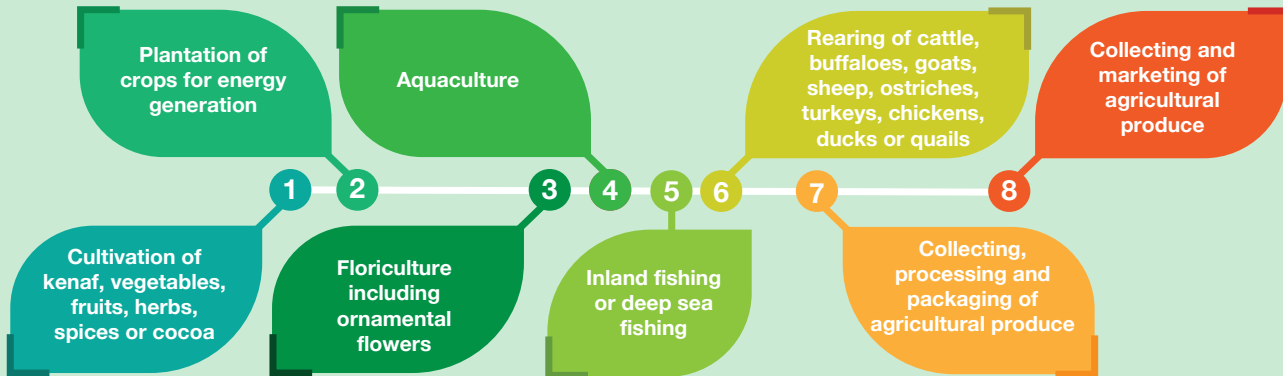 Plantation of
crops for energy
generation
Aquaculture
Rearing of cattle,
buffaloes, goats,
sheep, ostriches,
turkeys, chickens,
ducks or quails
Collecting and
marketing of
agricultural
produce
1
2
3
4
5
6
7
8
Cultivation of
kenaf, vegetables,
fruits, herbs,
spices or cocoa
Floriculture
including
ornamental
flowers
Inland fishing
or deep sea
fishing
Collecting,
processing and
packaging of
agricultural produce